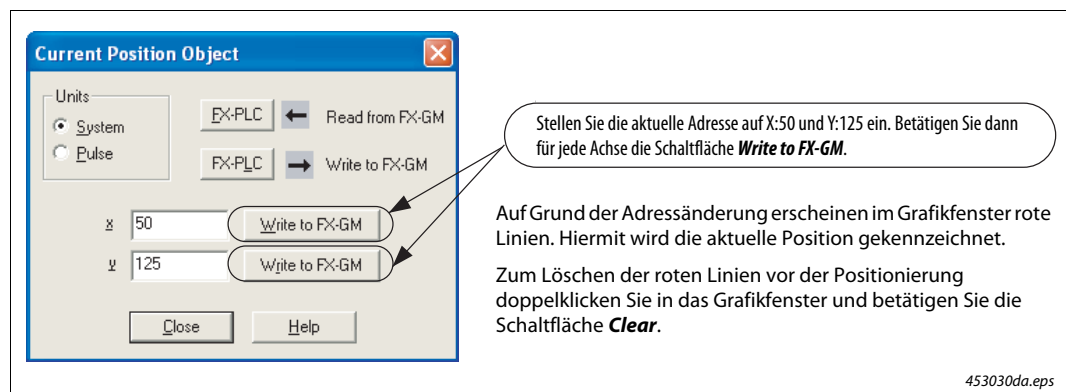 Current Position Object
Units
System
Pulse
FX-PLC
Read from FX-GM
FX-PLC
Write to FX-GM
x 50 Write to FX-GM
y 125 Write to FX-GM
Close Help
Stellen Sie die aktuelle Adresse auf X:50 und Y:125 ein. Betätigen Sie dann
für jede Achse die Schaltfläche Write to FX-GM.
Auf Grund der Adressänderung erscheinen im Grafikfenster rote
Linien. Hiermit wird die aktuelle Position gekennzeichnet.
Zum Löschen der roten Linien vor der Positionierung
doppelklicken Sie in das Grafikfenster und betätigen Sie die
Schaltfläche Clear.
453030da.eps